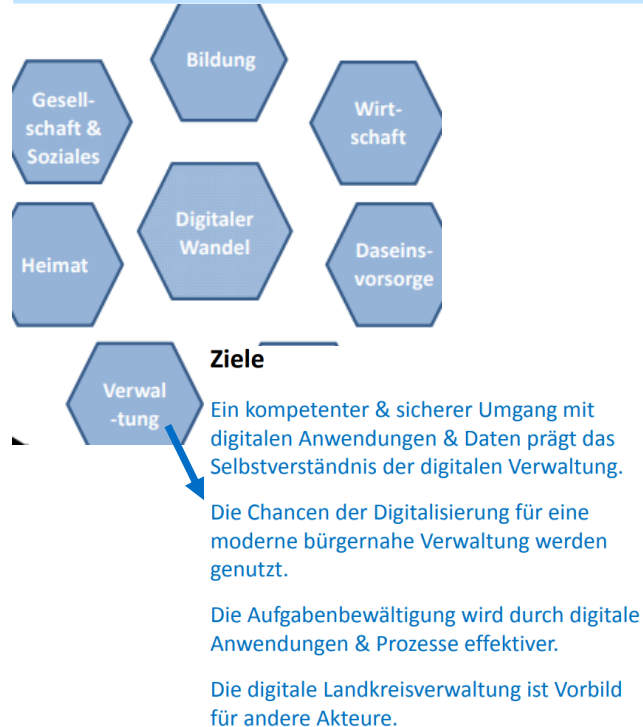 Bildung
Gesell-
schaft &
Soziales
Wirt-
schaft
Digitaler
Wandel
Heimat
Daseins-
vorsorge
Verwal
-tung
Ziele
Ein kompetenter & sicherer Umgang mit
digitalen Anwendungen & Daten prägt das
Selbstverständnis der digitalen Verwaltung.
Die Chancen der Digitalisierung für eine
moderne bürgernahe Verwaltung werden
genutzt.
Die Aufgabenbewältigung wird durch digitale
Anwendungen & Prozesse effektiver.
Die digitale Landkreisverwaltung ist Vorbild
für andere Akteure.